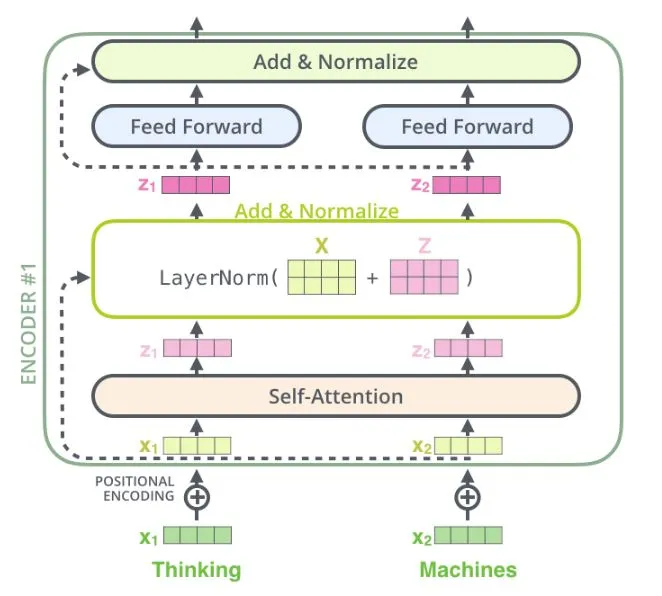 Add & Normalize
Feed Forward
Feed Forward
z₁
z₂
Add & Normalize
X
Z
LayerNorm( + )
z₁
z₂
Self-Attention
x₁
x₂
ENCODER #1
POSITIONAL
ENCODING
x₁
x₂
Thinking
Machines